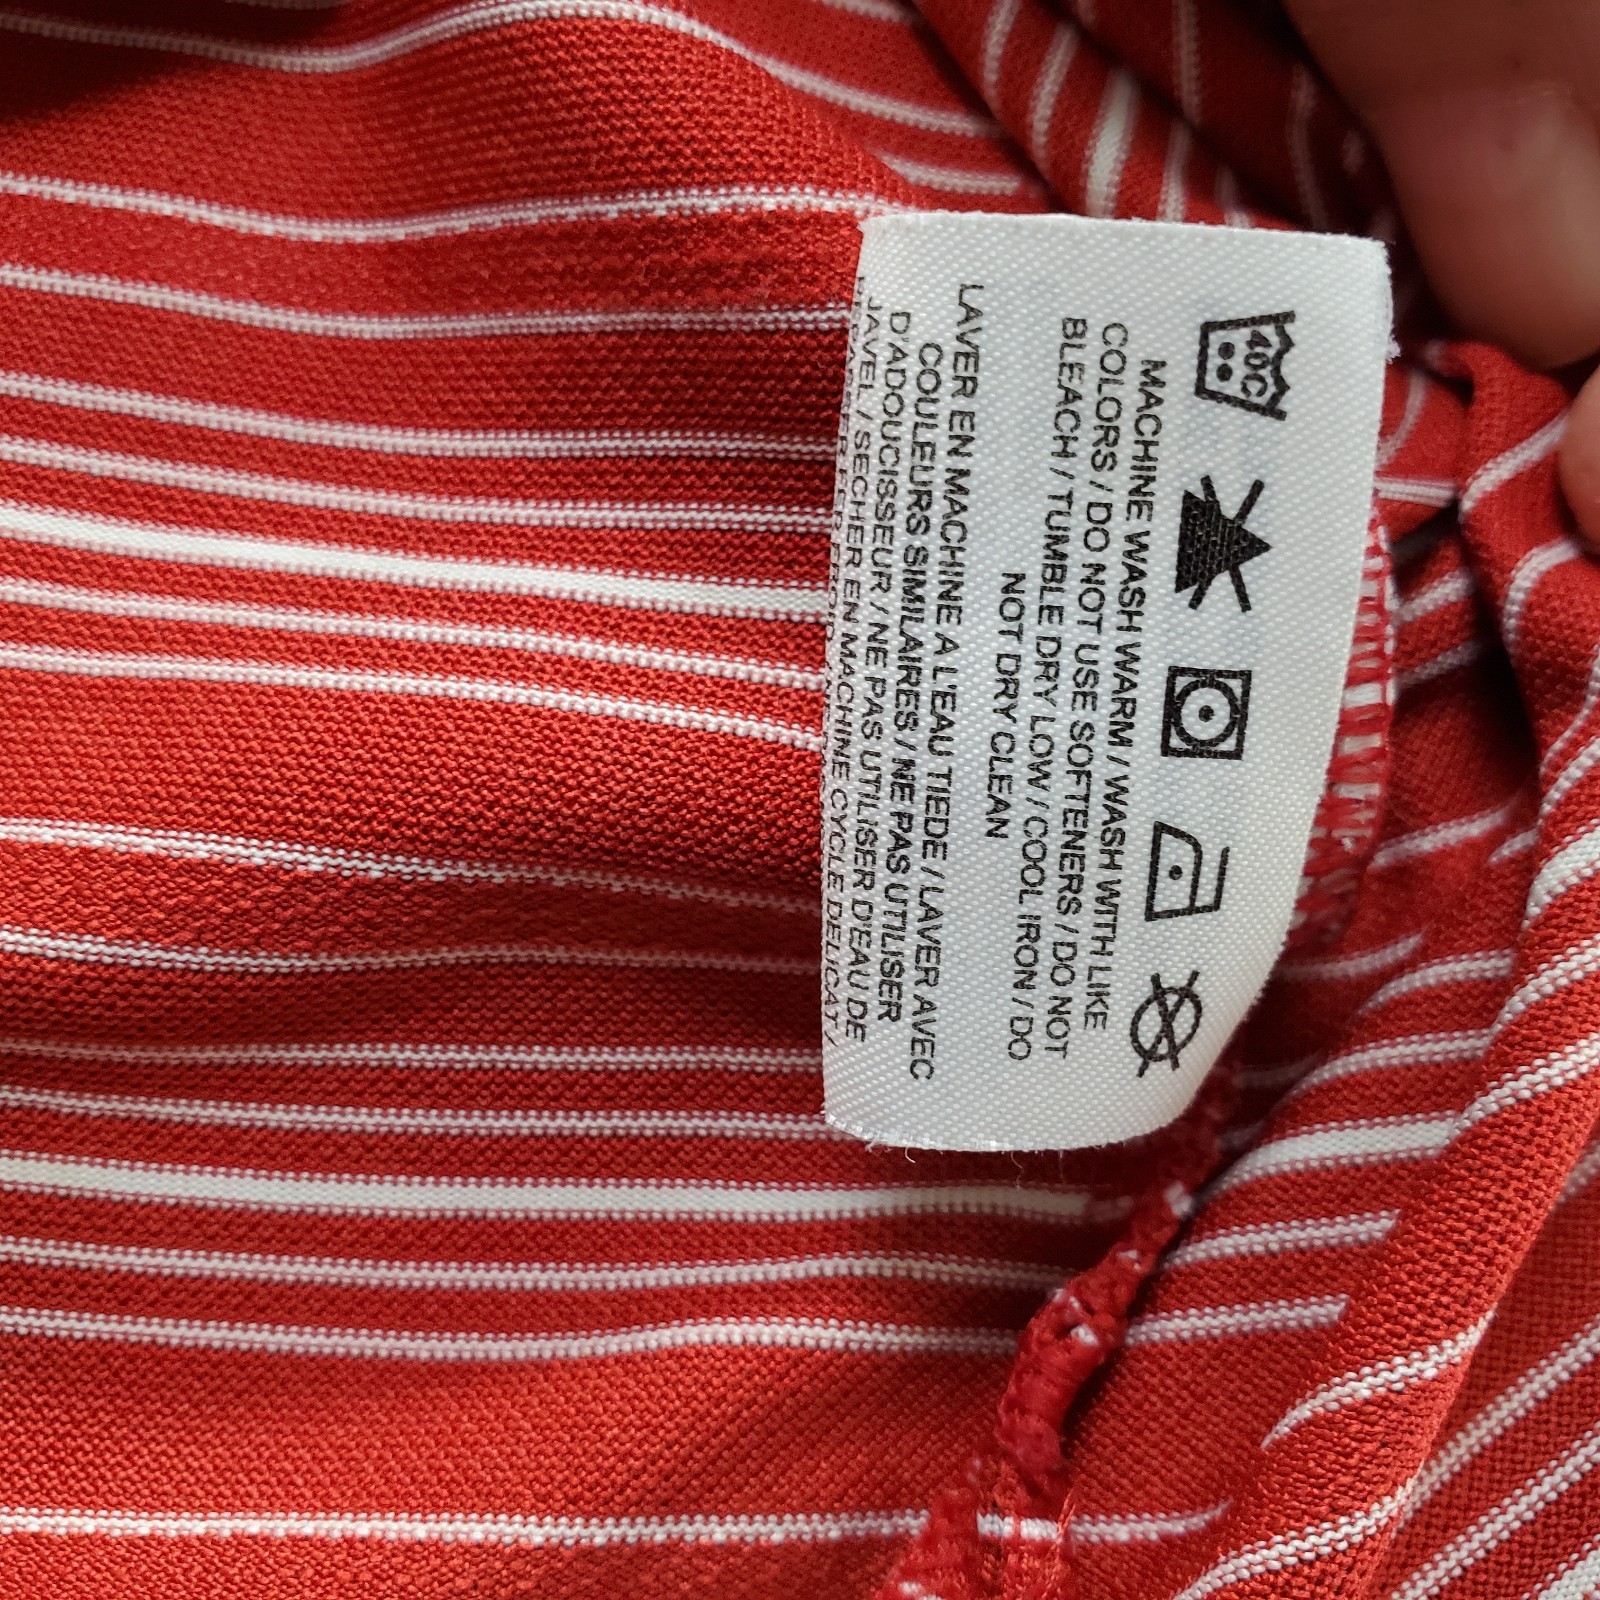 40C
MACHINE WASH WARM / WASH WITH LIKE
COLORS / DO NOT USE SOFTENERS / DO NOT
BLEACH / TUMBLE DRY LOW / COOL IRON / DO
NOT DRY CLEAN
LAVER EN MACHINE A L'EAU TIEDE / LAVER AVEC
COULEURS SIMILAIRES / NE PAS UTILISER
D'ADOUCISSEUR / NE PAS UTILISER D'EAU DE
JAVEL / SECHER EN MACHINE CYCLE DELICAT /